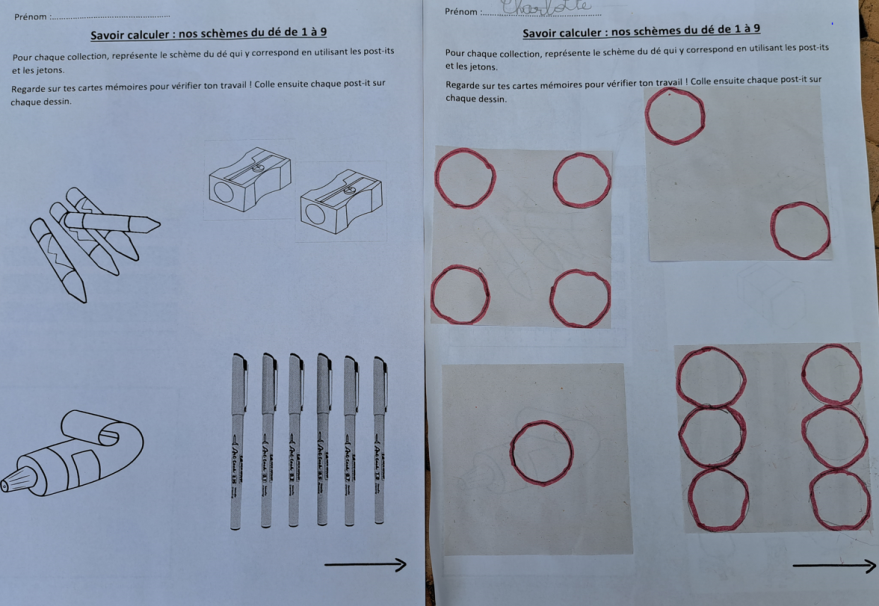 Prénom :
Savoir calculer : nos schèmes du dé de 1 à 9
Pour chaque collection, représente le schème du dé qui y correspond en utilisant les post-its
et les jetons.
Regarde sur tes cartes mémoires pour vérifier ton travail ! Colle ensuite chaque post-it sur
chaque dessin.
Prénom : Charlotte
Savoir calculer : nos schèmes du dé de 1 à 9
Pour chaque collection, représente le schème du dé qui y correspond en utilisant les post-its
et les jetons.
Regarde sur tes cartes mémoires pour vérifier ton travail ! Colle ensuite chaque post-it sur
chaque dessin.